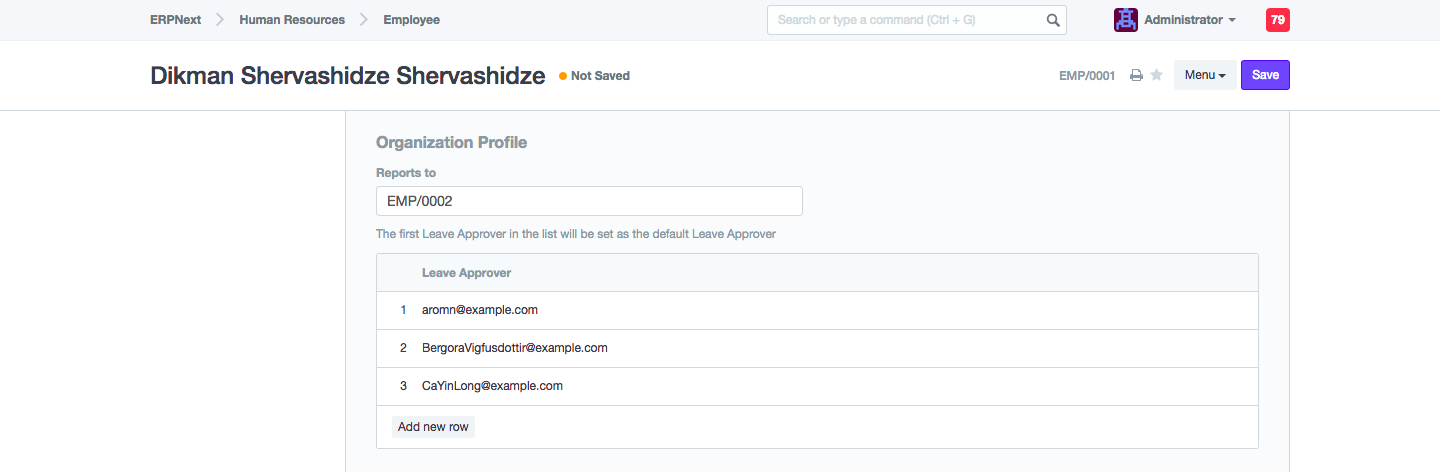 ERPNext Human Resources Employee Search or type a command (Ctrl + G) Administrator 79
Dikman Shervashidze Shervashidze Not Saved EMP/0001 Menu Save
Organization Profile
Reports to
EMP/0002
The first Leave Approver in the list will be set as the default Leave Approver
Leave Approver
1 aromn@example.com
2 BergoraVigfusdottir@example.com
3 CaYinLong@example.com
Add new row